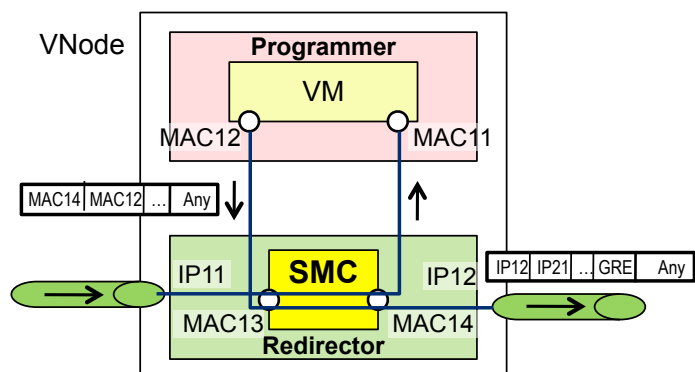 VNode
Programmer
VM
MAC12
MAC11
MAC14 MAC12 ... Any
IP11
SMC
IP12
IP12 IP21 ... GRE Any
MAC13
MAC14
Redirector